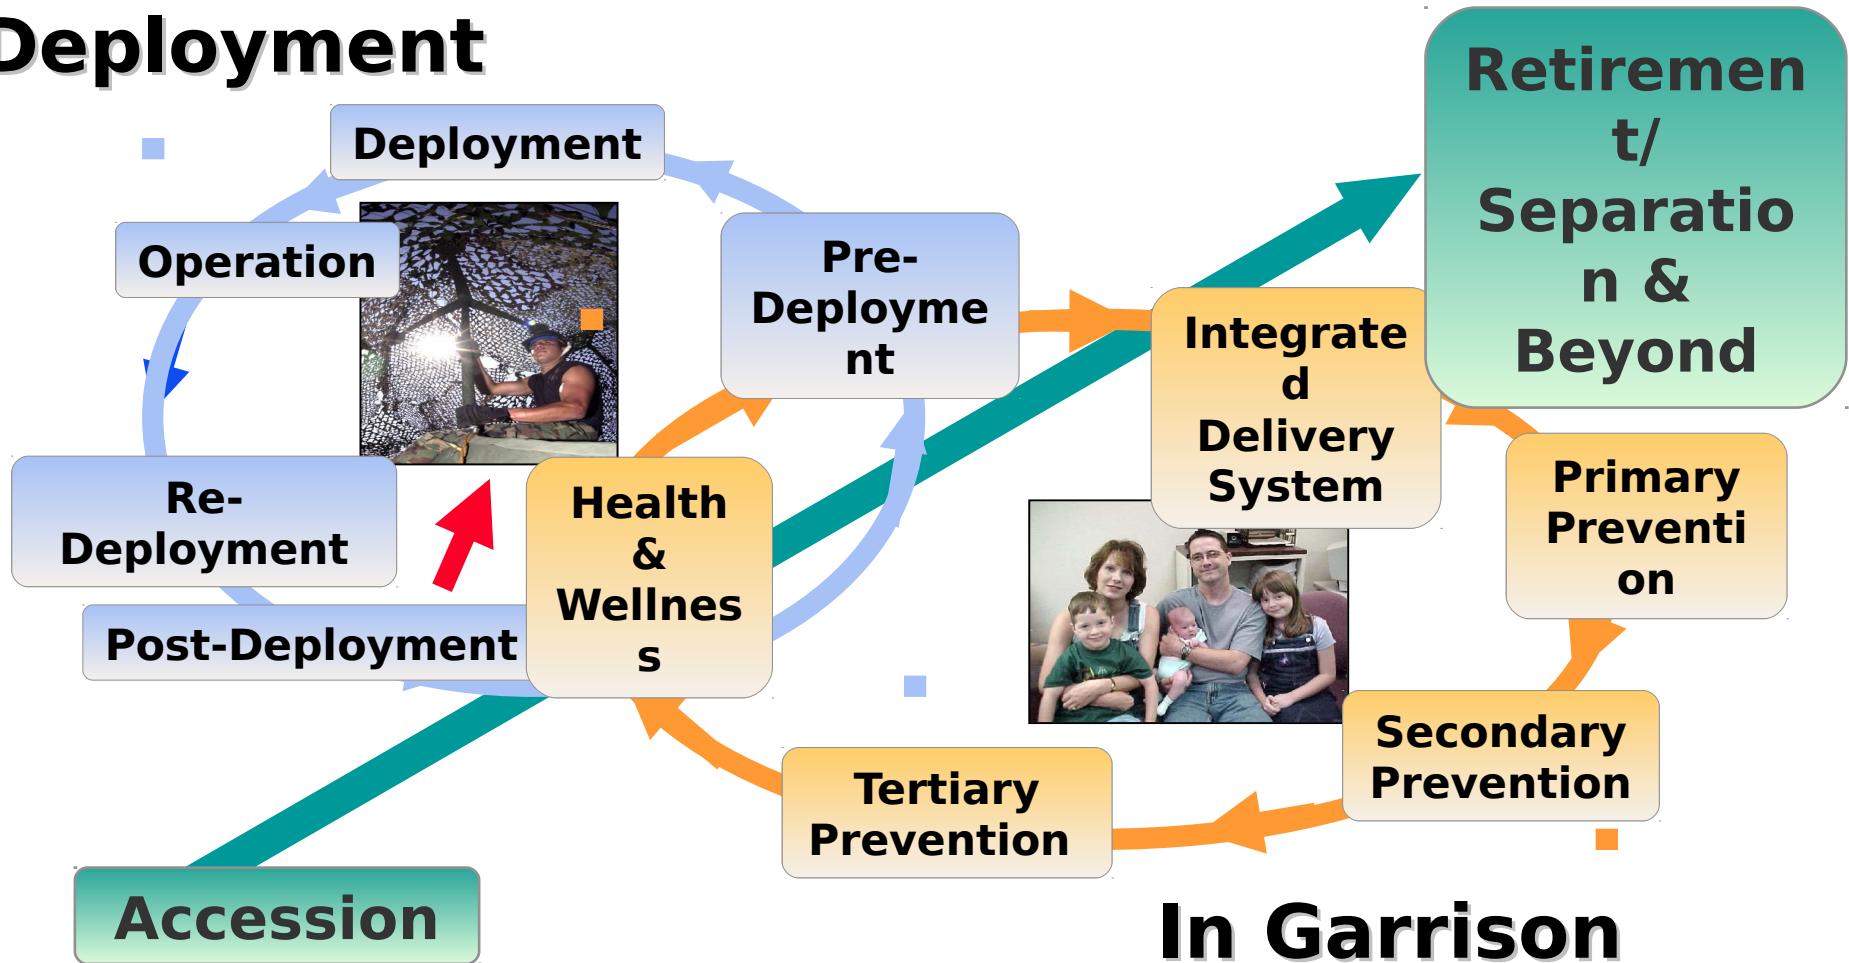 Deployment
Deployment
Operation
Pre-
Deployme
nt
Re-
Deployment
Post-Deployment
Health
&
Wellnes
s
Retiremen
t/
Separatio
n &
Beyond
Integrate
d
Delivery
System
Primary
Preventi
on
Secondary
Prevention
Tertiary
Prevention
Accession
In Garrison